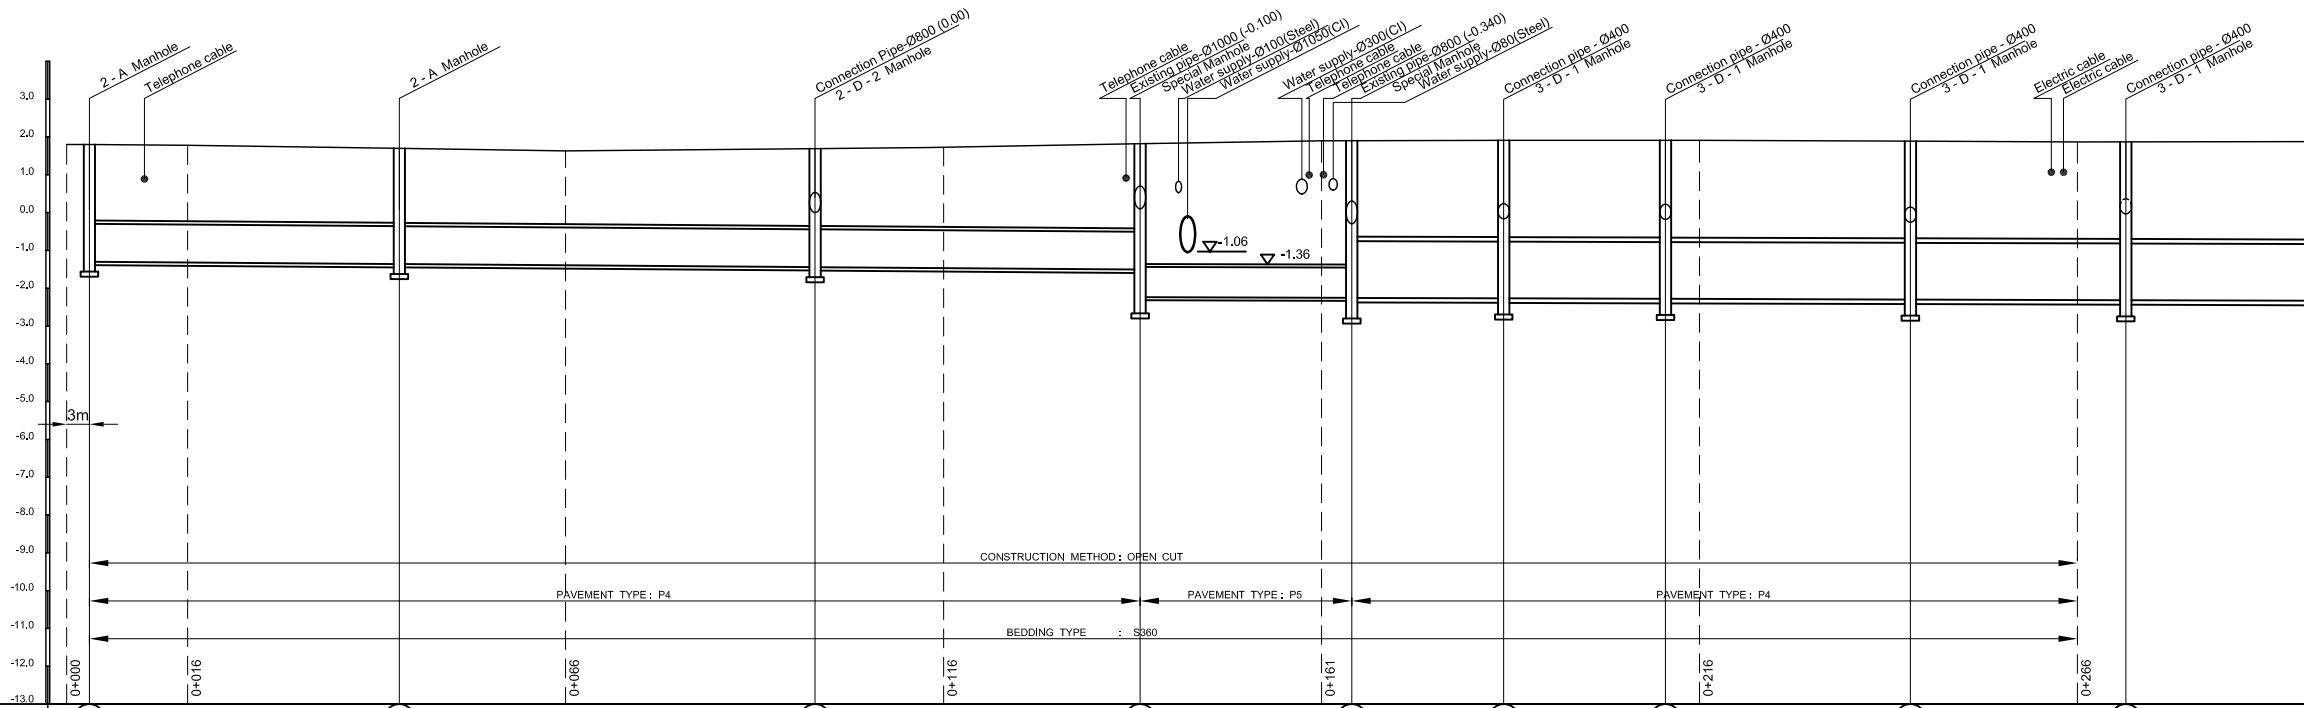 2 - A Manhole
Telephone cable
2 - A Manhole
Connection Pipe-Ø800 (0.00)
2 - D - 2 Manhole
Telephone cable
Existing pipe-Ø1000 (-0.100)
Special Manhole
Water supply-Ø100(Steel)
Water supply-Ø1050(CI)
Water supply-Ø300(CI)
Telephone cable
Telephone cable
Existing pipe-Ø800 (-0.340)
Special Manhole
Water supply-Ø80(Steel)
Connection pipe - Ø400
3 - D - 1 Manhole
Connection pipe - Ø400
3 - D - 1 Manhole
Connection pipe - Ø400
3 - D - 1 Manhole
Electric cable
Electric cable
Connection pipe - Ø400
3 - D - 1 Manhole
3.0
2.0
1.0
0.0
-1.0
-2.0
-3.0
-4.0
-5.0
-6.0
-7.0
-8.0
-9.0
-10.0
-11.0
-12.0
-13.0
-1.06
-1.36
3m
CONSTRUCTION METHOD : OPEN CUT
PAVEMENT TYPE : P4
PAVEMENT TYPE : P5
PAVEMENT TYPE : P4
BEDDING TYPE : S360
0+000
0+016
0+066
0+116
0+161
0+216
0+266